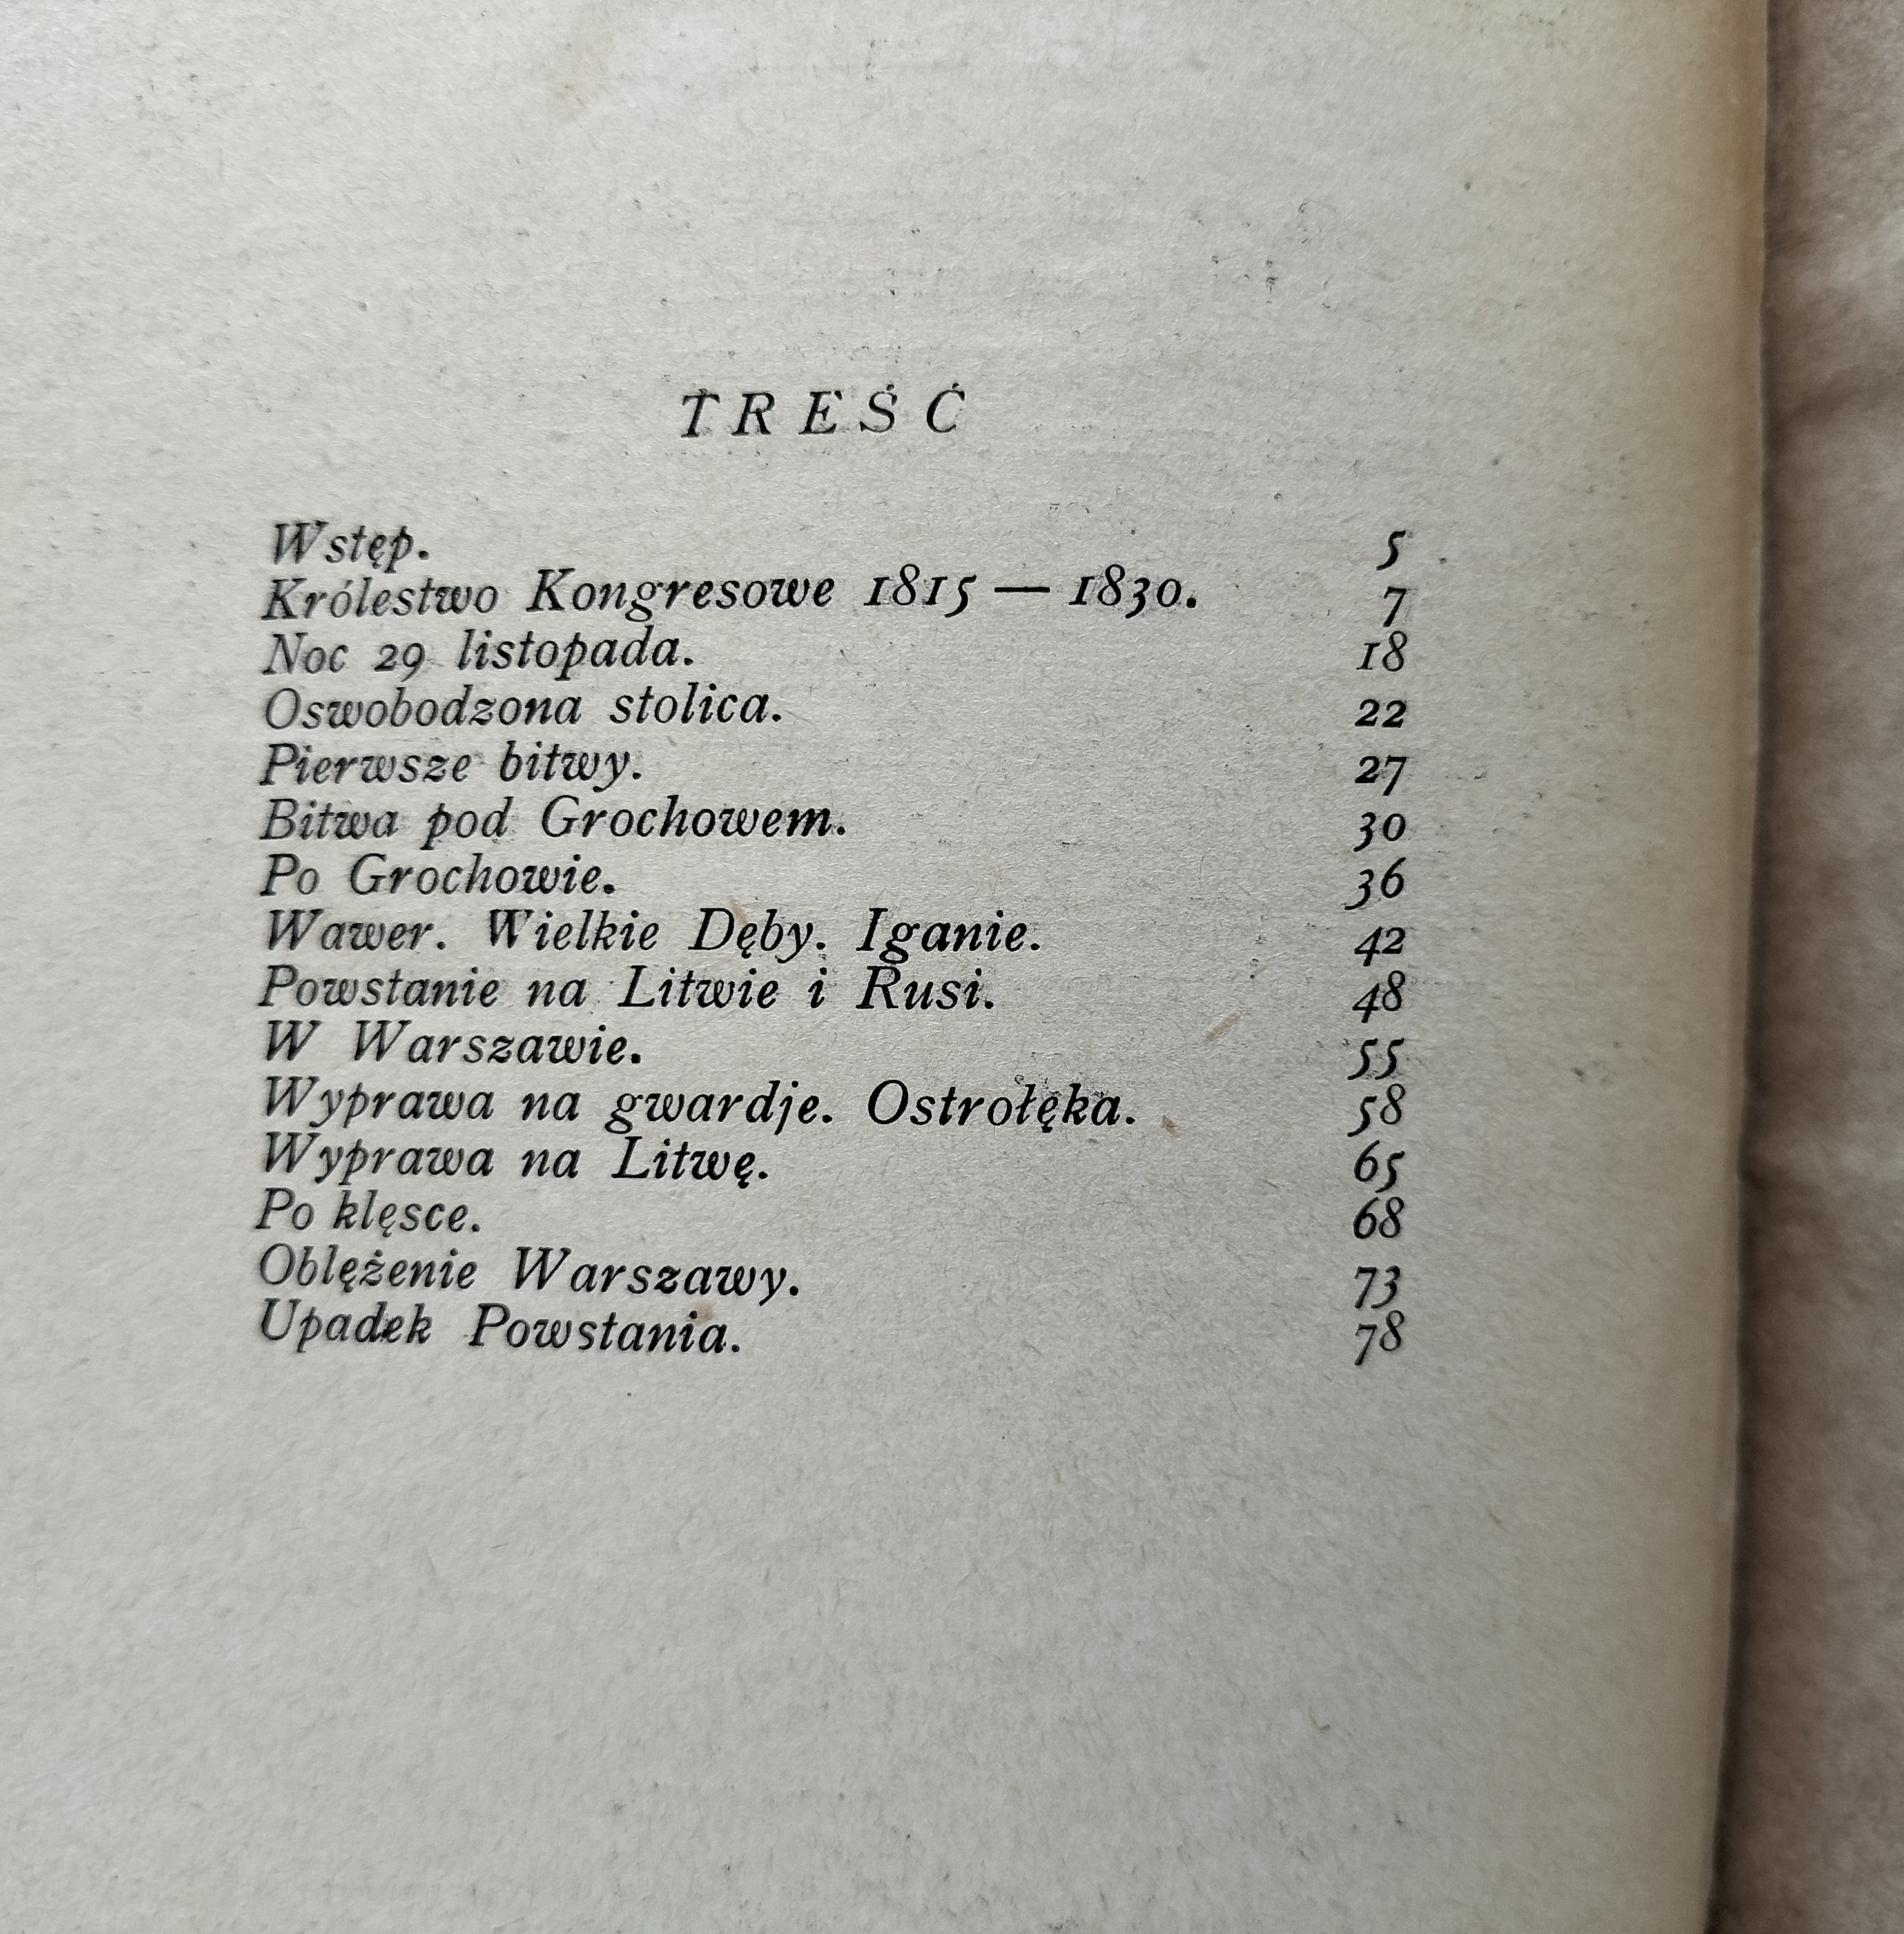 TREŚĆ
Wstęp. 5
Królestwo Kongresowe 1815 — 1830. 7
Noc 29 listopada. 18
Oswobodzona stolica. 22
Pierwsze bitwy. 27
Bitwa pod Grochowem. 30
Po Grochowie. 36
Wawer. Wielkie Dęby. Iganie. 42
Powstanie na Litwie i Rusi. 48
W Warszawie. 55
Wyprawa na gwardje. Ostrołęka. 58
Wyprawa na Litwę. 65
Po klęsce. 68
Oblężenie Warszawy. 73
Upadek Powstania. 78